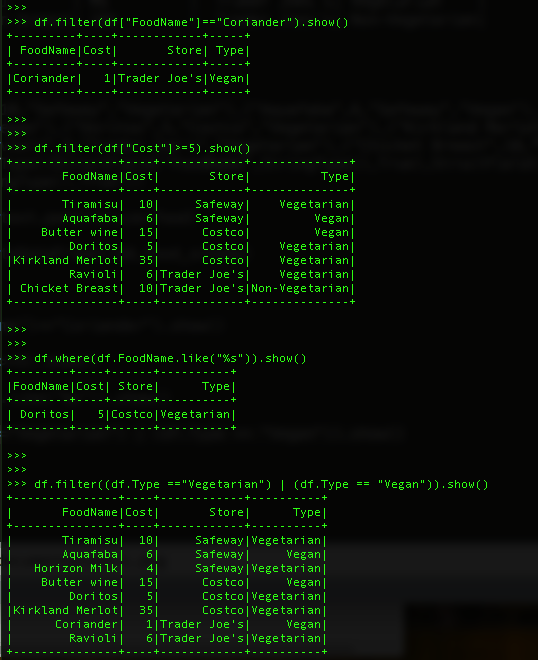 >>>
>>> df.filter(df["FoodName"]=="Coriander").show()
+---------+----+------------+-----+
| FoodName|Cost|       Store| Type|
+---------+----+------------+-----+
|Coriander|   1|Trader Joe's|Vegan|
+---------+----+------------+-----+
>>>
>>>
>>> df.filter(df["Cost"]>=5).show()
+---------------+----+------------+--------------+
|       FoodName|Cost|       Store|          Type|
+---------------+----+------------+--------------+
|       Tiramisu|  10|     Safeway|    Vegetarian|
|       Aquafaba|   6|     Safeway|         Vegan|
|    Butter wine|  15|      Costco|         Vegan|
|        Doritos|   5|      Costco|    Vegetarian|
|Kirkland Merlot|  35|      Costco|    Vegetarian|
|        Ravioli|   6|Trader Joe's|    Vegetarian|
| Chicket Breast|  10|Trader Joe's|Non-Vegetarian|
+---------------+----+------------+--------------+
>>>
>>>
>>> df.where(df.FoodName.like("%s")).show()
+--------+----+------+----------+
|FoodName|Cost| Store|      Type|
+--------+----+------+----------+
| Doritos|   5|Costco|Vegetarian|
+--------+----+------+----------+
>>>
>>>
>>> df.filter((df.Type =="Vegetarian") | (df.Type == "Vegan")).show()
+---------------+----+------------+----------+
|       FoodName|Cost|       Store|      Type|
+---------------+----+------------+----------+
|       Tiramisu|  10|     Safeway|Vegetarian|
|       Aquafaba|   6|     Safeway|     Vegan|
|   Horizon Milk|   4|     Safeway|Vegetarian|
|    Butter wine|  15|      Costco|     Vegan|
|        Doritos|   5|      Costco|Vegetarian|
|Kirkland Merlot|  35|      Costco|Vegetarian|
|      Coriander|   1|Trader Joe's|     Vegan|
|        Ravioli|   6|Trader Joe's|Vegetarian|
+---------------+----+------------+----------+